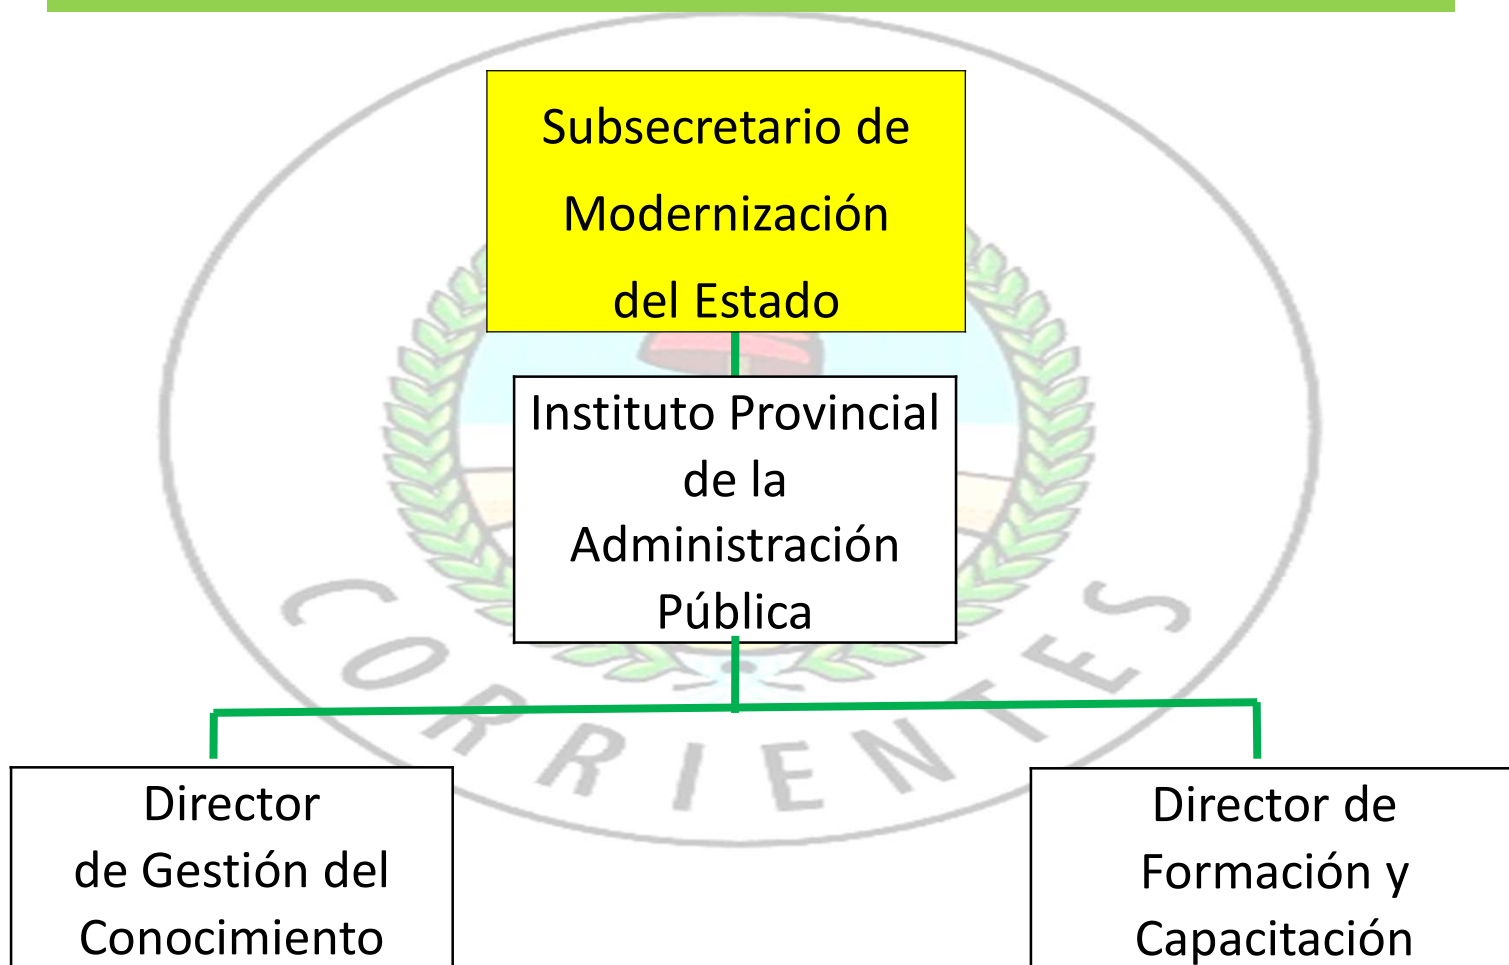 Subsecretario de
Modernización
del Estado
Instituto Provincial
de la
Administración
Pública
CORRIENTES
Director
de Gestión del
Conocimiento
Director de
Formación y
Capacitación